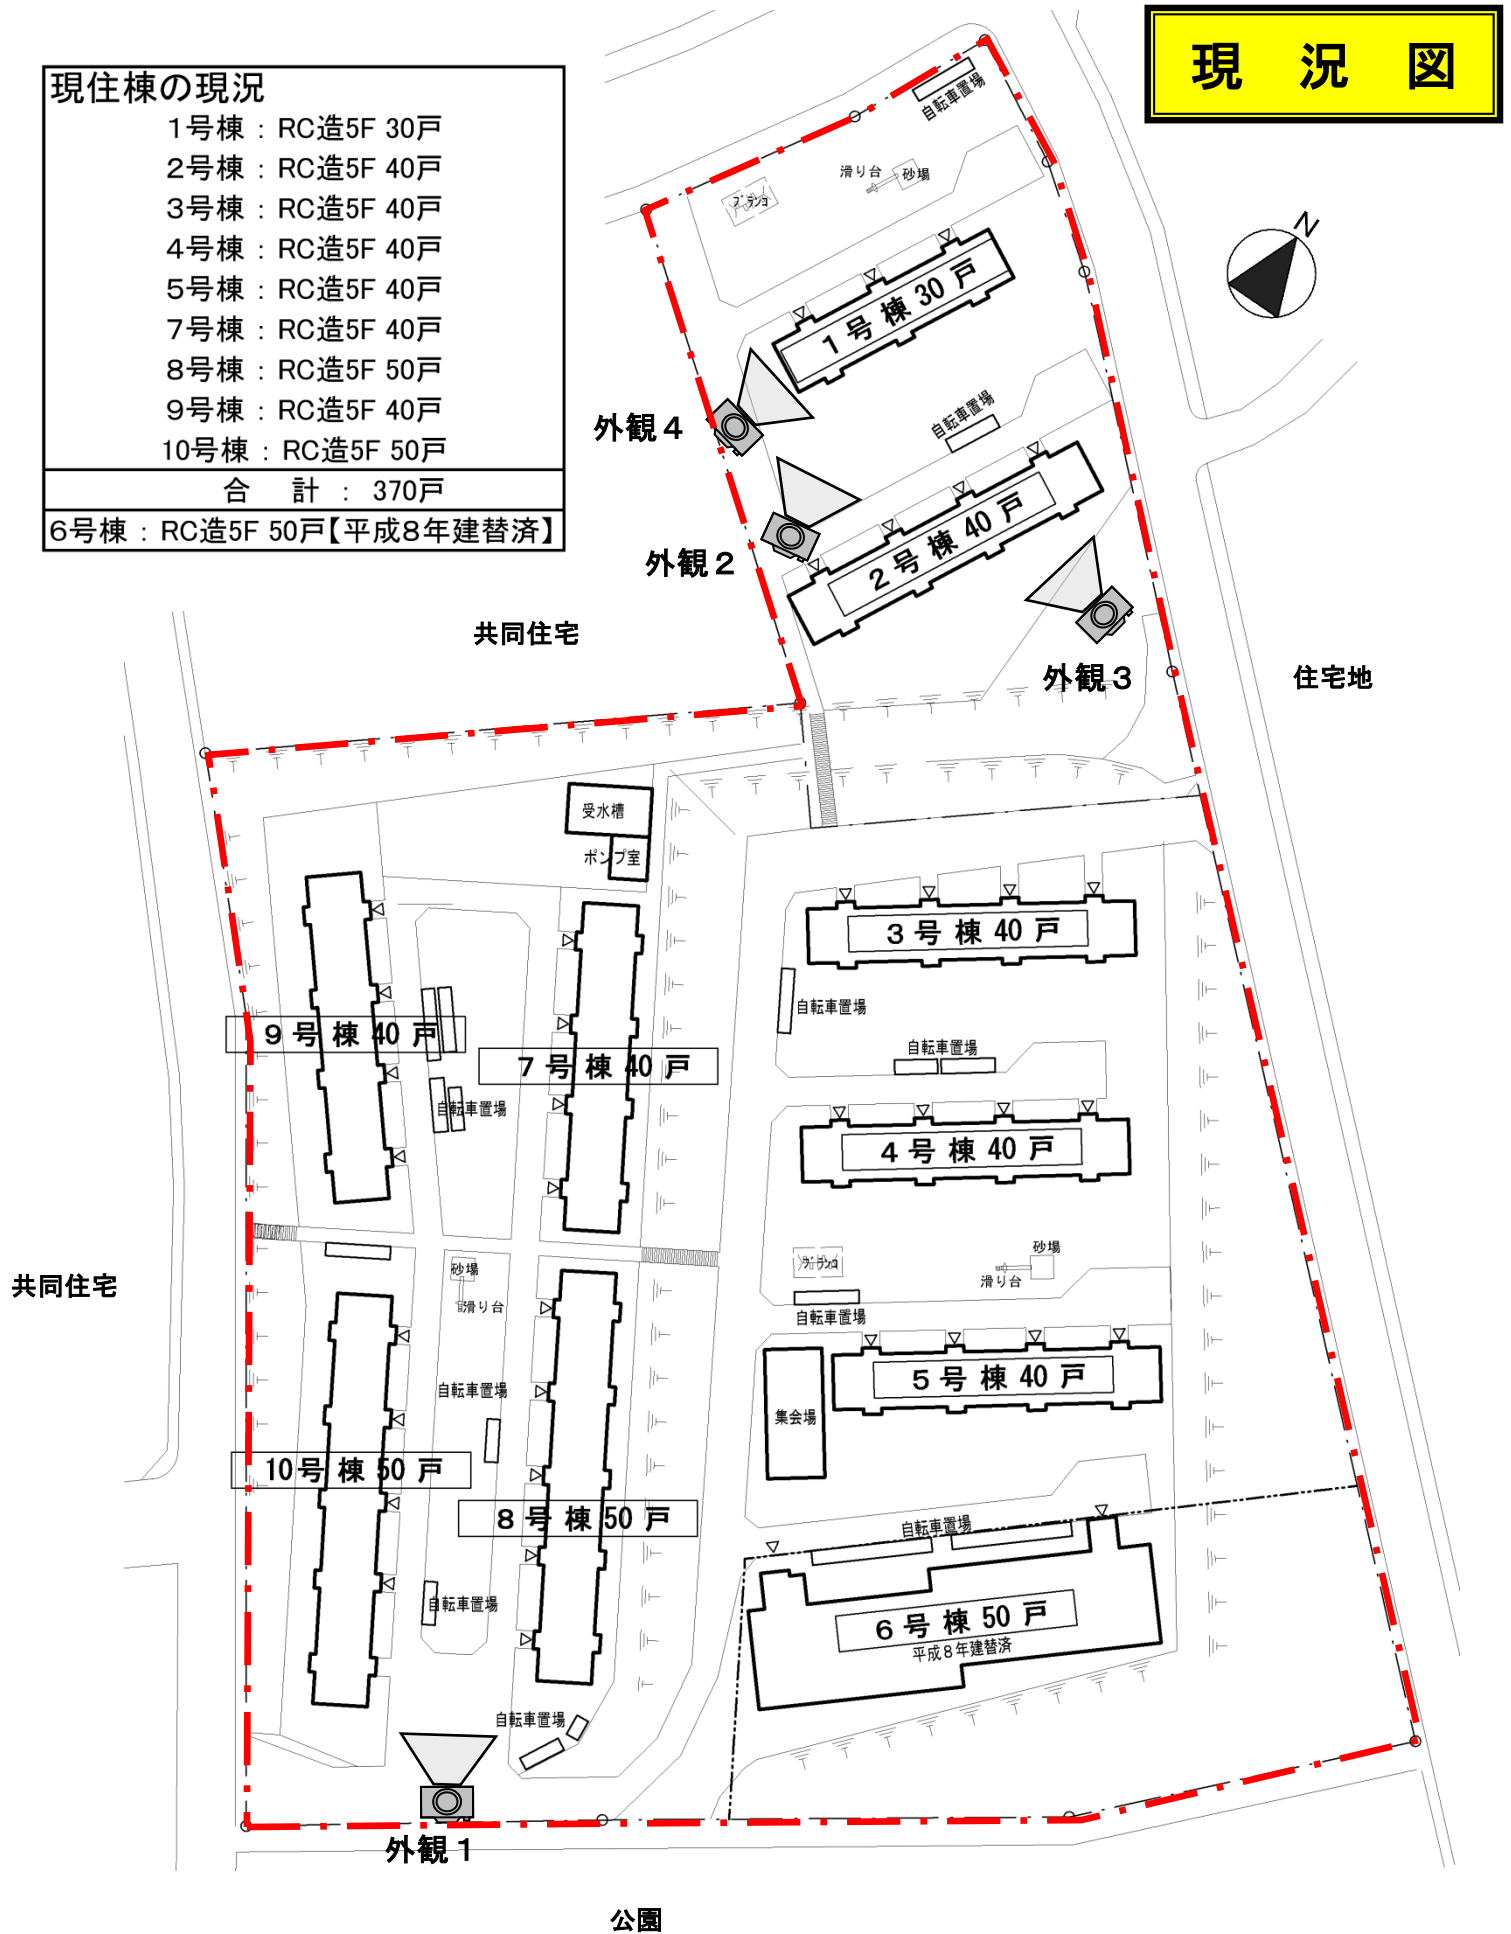 現況図
現住棟の現況
1号棟：RC造5F 30戸
2号棟：RC造5F 40戸
3号棟：RC造5F 40戸
4号棟：RC造5F 40戸
5号棟：RC造5F 40戸
7号棟：RC造5F 40戸
8号棟：RC造5F 50戸
9号棟：RC造5F 40戸
10号棟：RC造5F 50戸
合計：370戸
6号棟：RC造5F 50戸【平成8年建替済】
自転車置場
滑り台
砂場
ブランコ
N
1号棟30戸
外観4
自転車置場
2号棟40戸
外観2
共同住宅
外観3
住宅地
受水槽
ポンプ室
3号棟40戸
自転車置場
9号棟40戸
自転車置場
7号棟40戸
自転車置場
4号棟40戸
共同住宅
砂場
滑り台
ブランコ
砂場
滑り台
自転車置場
自転車置場
5号棟40戸
集会場
10号棟50戸
8号棟50戸
自転車置場
自転車置場
6号棟50戸
平成8年建替済
自転車置場
外観1
公園